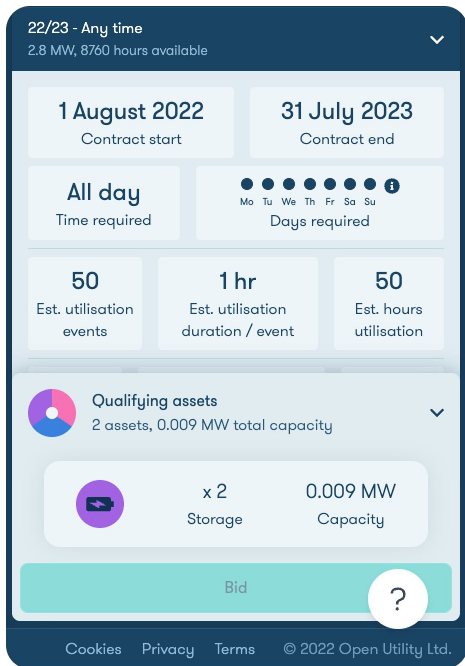 22/23 - Any time
2.8 MW, 8760 hours available
1 August 2022
Contract start
31 July 2023
Contract end
All day
Time required
Mo Tu We Th Fr Sa Su
Days required
50
Est. utilisation
events
1 hr
Est. utilisation
duration / event
50
Est. hours
utilisation
Qualifying assets
2 assets, 0.009 MW total capacity
x 2
Storage
0.009 MW
Capacity
Bid
?
Cookies Privacy Terms © 2022 Open Utility Ltd.